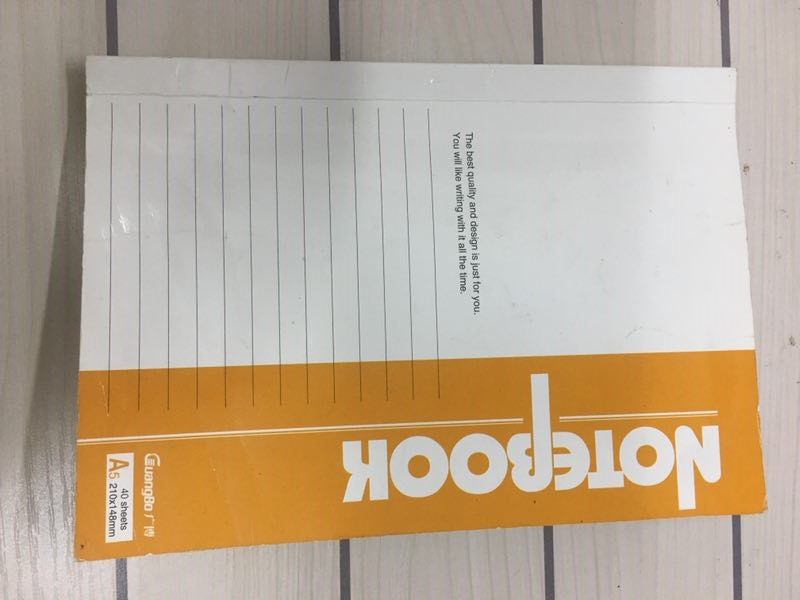 The best quality and design is just for you.
You will like writing with it all the time.
NOTEBOOK
GuangBo 广博
A5 40 sheets
210x148mm